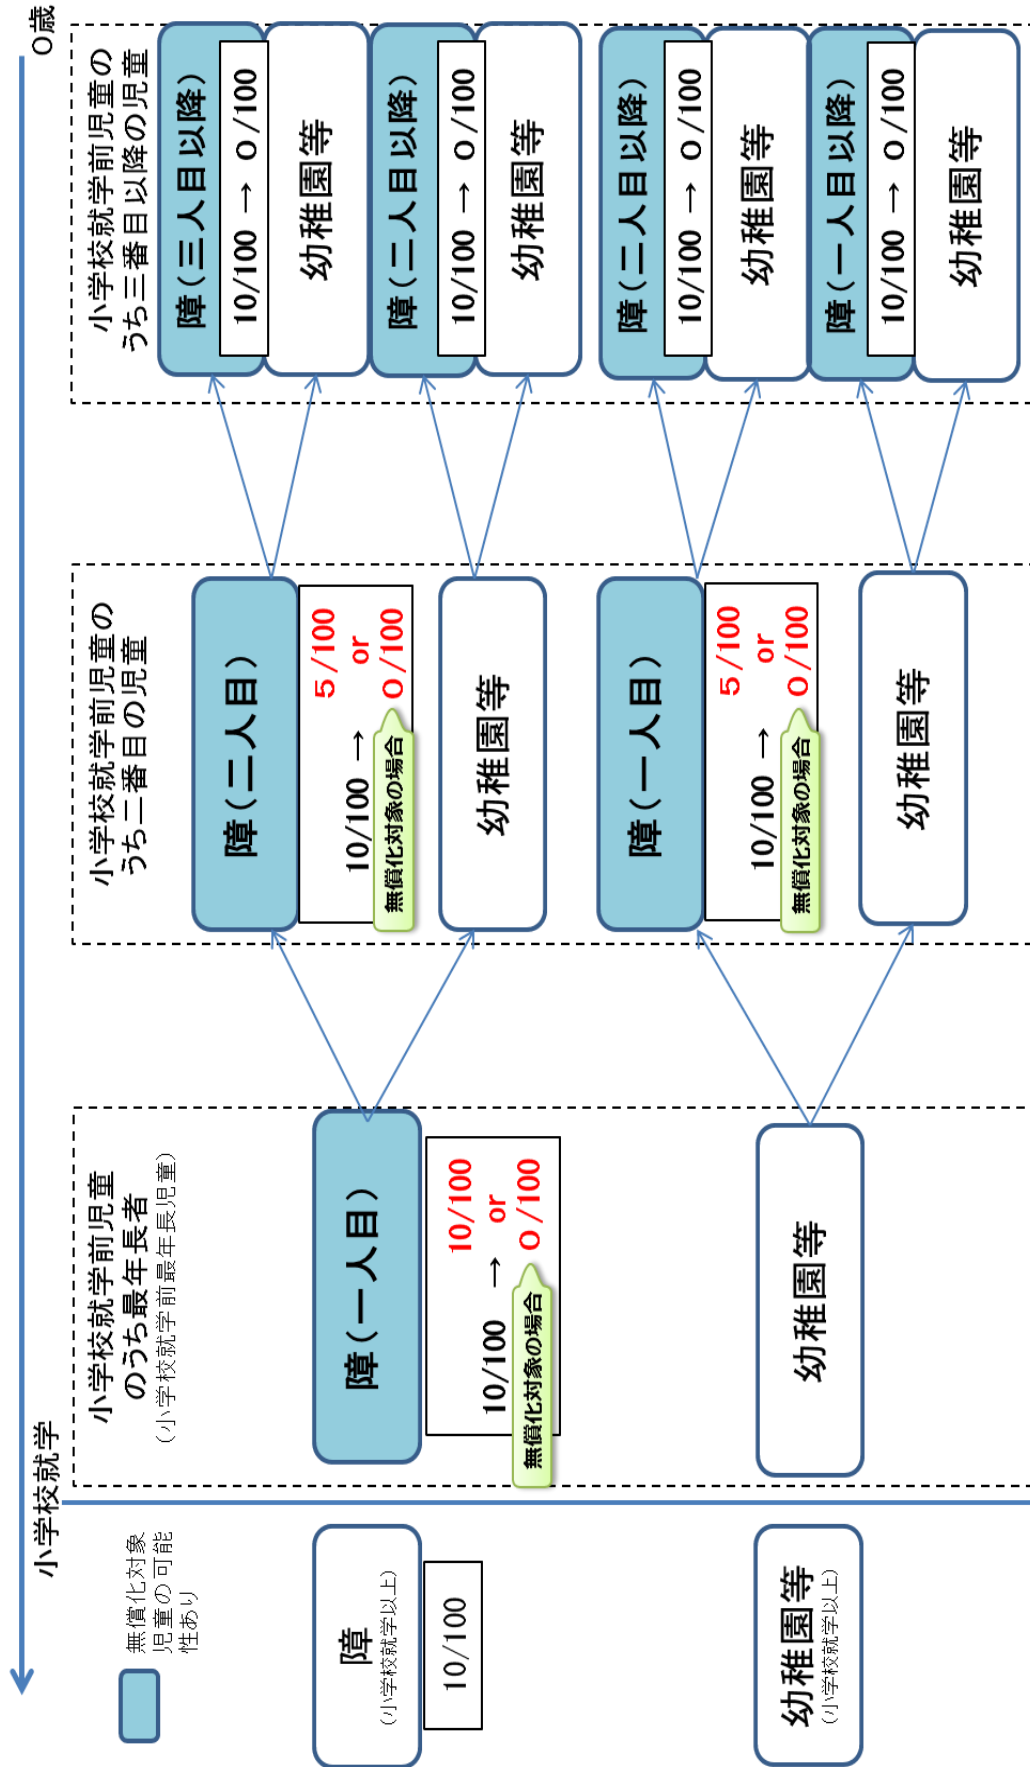 小学校就学
０歳
無償化対象
児童の可能
性あり
障
（小学校就学以上）
10/100
幼稚園等
（小学校就学以上）
小学校就学前児童
のうち最年長者
（小学校就学前最年長児童）
障（一人目）
10/100 →
10/100
or
０/100
無償化対象の場合
幼稚園等
小学校就学前児童の
うち二番目の児童
障（二人目）
10/100 →
５/100
or
０/100
無償化対象の場合
幼稚園等
障（一人目）
10/100 →
５/100
or
０/100
無償化対象の場合
幼稚園等
小学校就学前児童の
うち三番目以降の児童
障（三人目以降）
10/100 → ０/100
幼稚園等
障（二人目以降）
10/100 → ０/100
幼稚園等
障（二人目以降）
10/100 → ０/100
幼稚園等
障（一人目以降）
10/100 → ０/100
幼稚園等